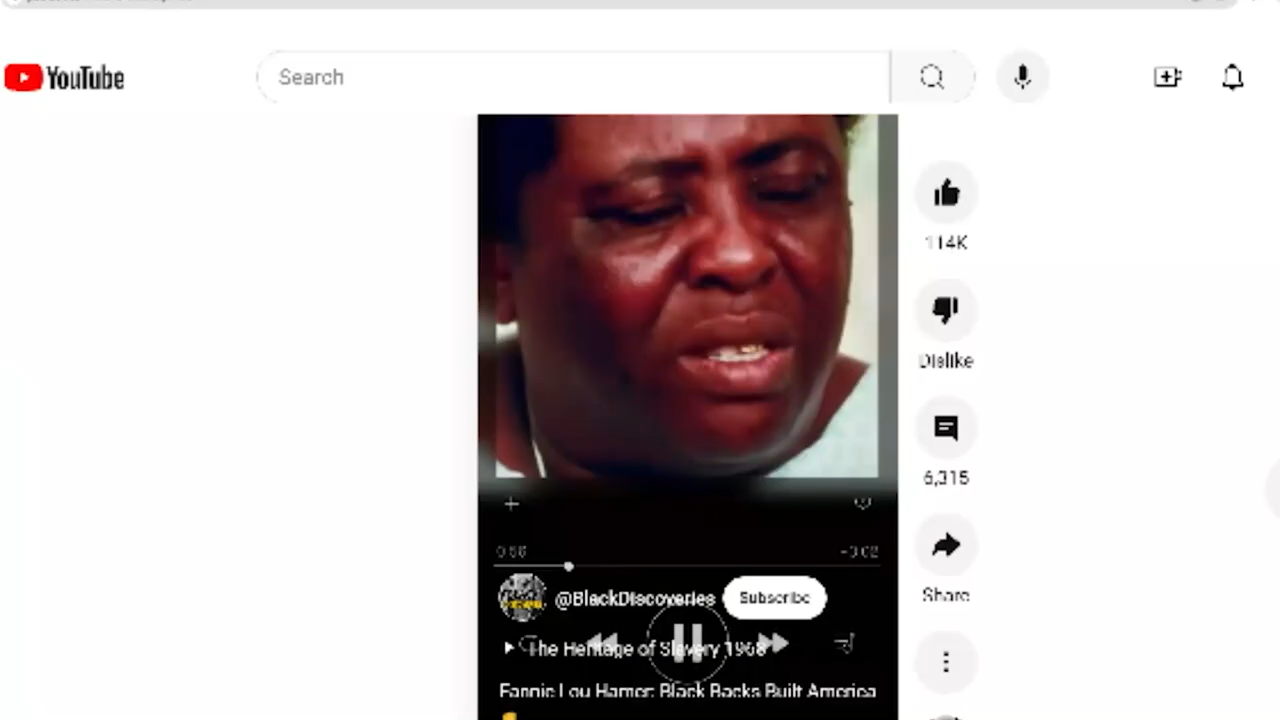 YouTube
Search
114K
Dislike
6,315
Share
@BlackDiscoveries
Subscribe
The Heritage of Slavery 1968
Fannie Lou Hamer: Black Backs Built America